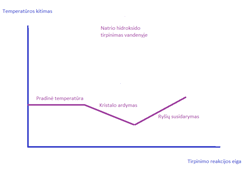 Temperatūros kitimas
Natrio hidroksido
tirpinimas vandenyje
Pradinė temperatūra
Kristalo ardymas
Ryšių susidarymas
Tirpinimo reakcijos eiga